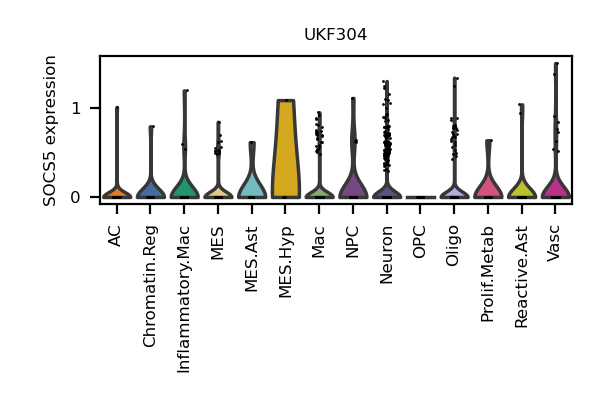 UKF304
SOCS5 expression
1
0
AC
Chromatin.Reg
Inflammatory.Mac
MES
MES.Ast
MES.Hyp
Mac
NPC
Neuron
OPC
Oligo
Prolif.Metab
Reactive.Ast
Vasc